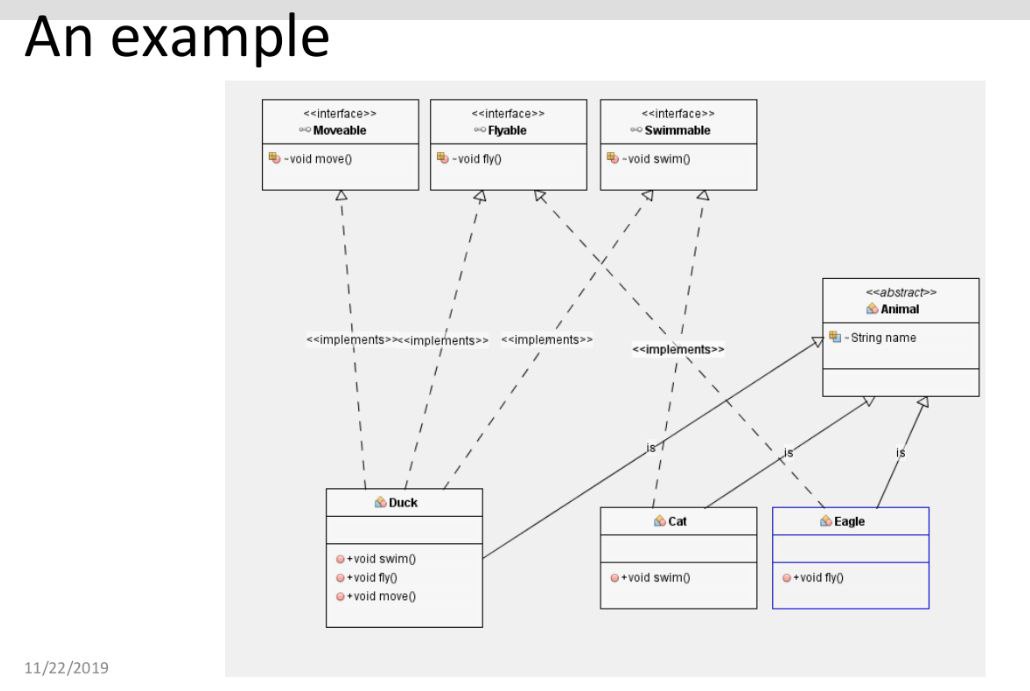 An example
<<interface>>
Moveable
~void move()
<<interface>>
Flyable
~void fly()
<<interface>>
Swimmable
~void swim()
<<abstract>>
Animal
~String name
<<implements>>
<<implements>>
<<implements>>
<<implements>>
is
is
is
Duck
+void swim()
+void fly()
+void move()
Cat
+void swim()
Eagle
+void fly()
11/22/2019